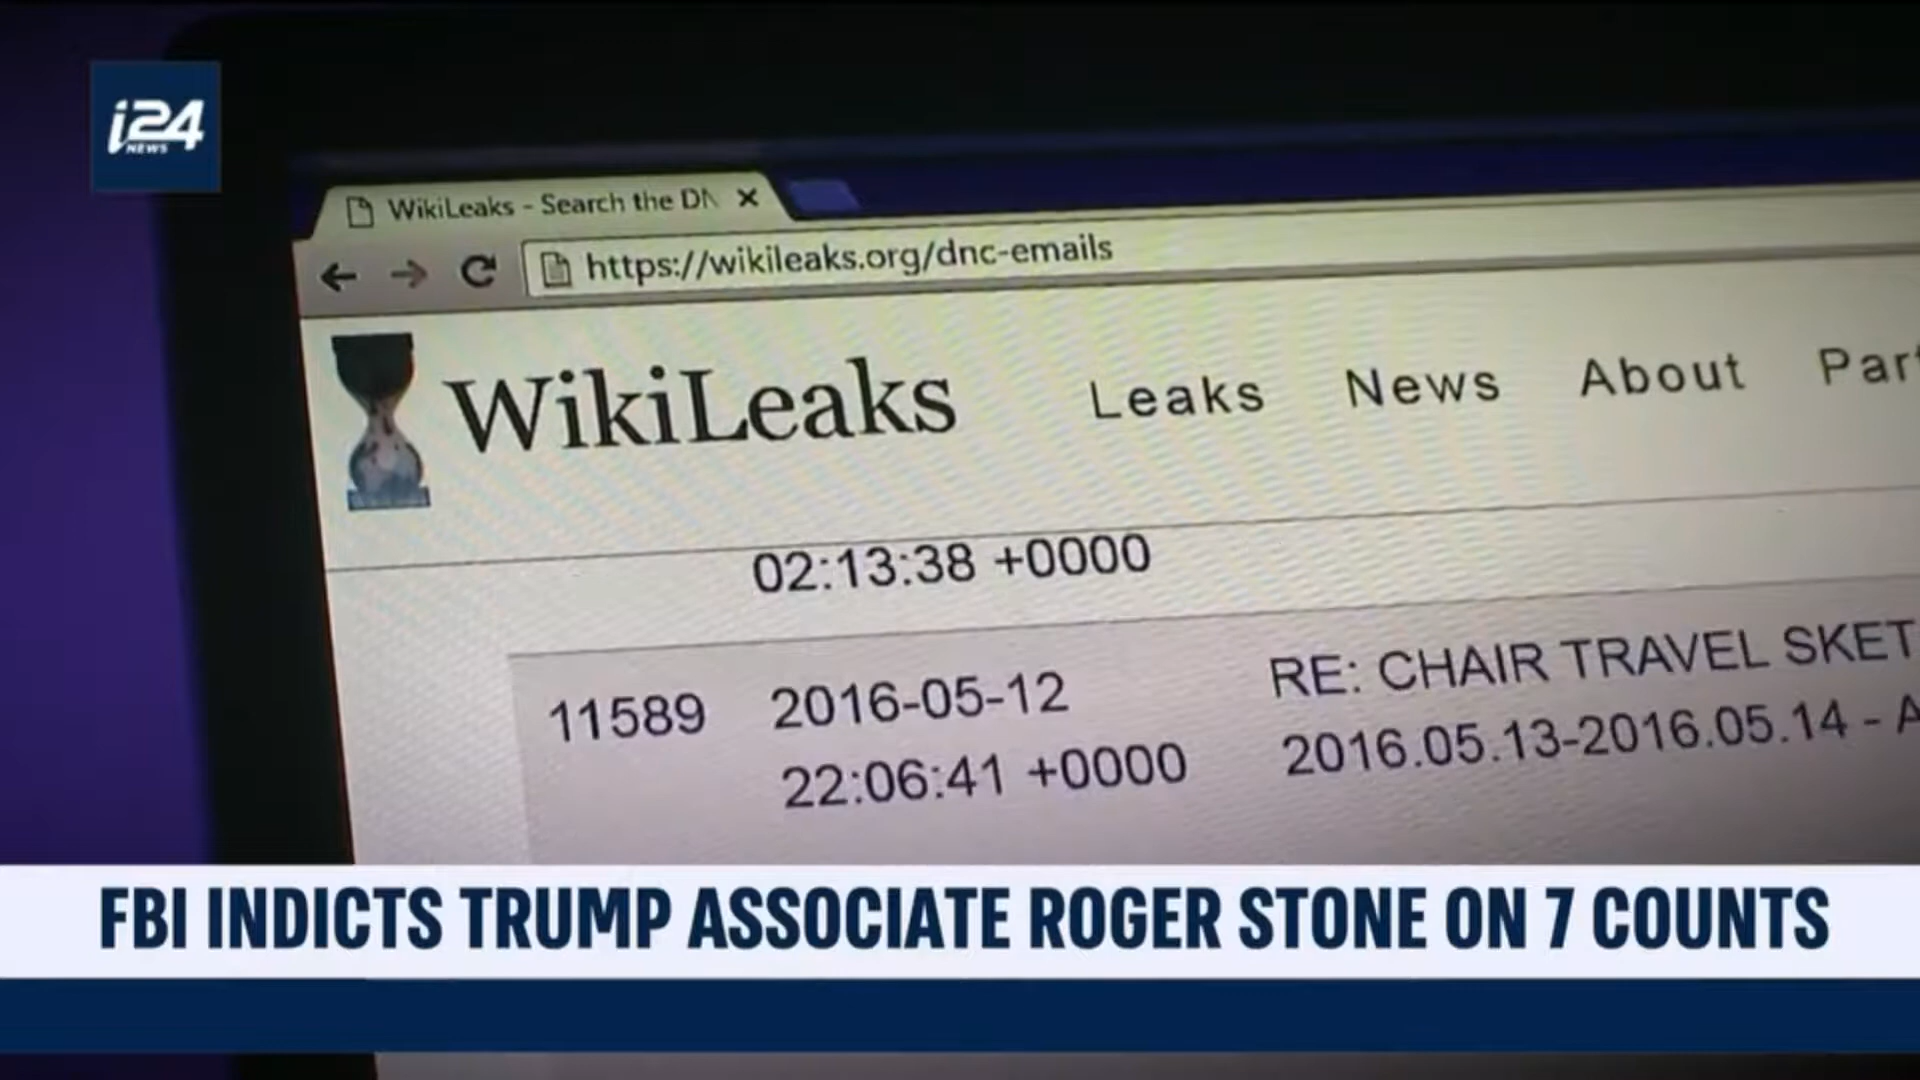 i24
NEWS
WikiLeaks - Search the DN
https://wikileaks.org/dnc-emails
WikiLeaks Leaks News About Par
02:13:38 +0000
11589 2016-05-12 RE: CHAIR TRAVEL SKET
22:06:41 +0000 2016.05.13-2016.05.14 - A
FBI INDICTS TRUMP ASSOCIATE ROGER STONE ON 7 COUNTS